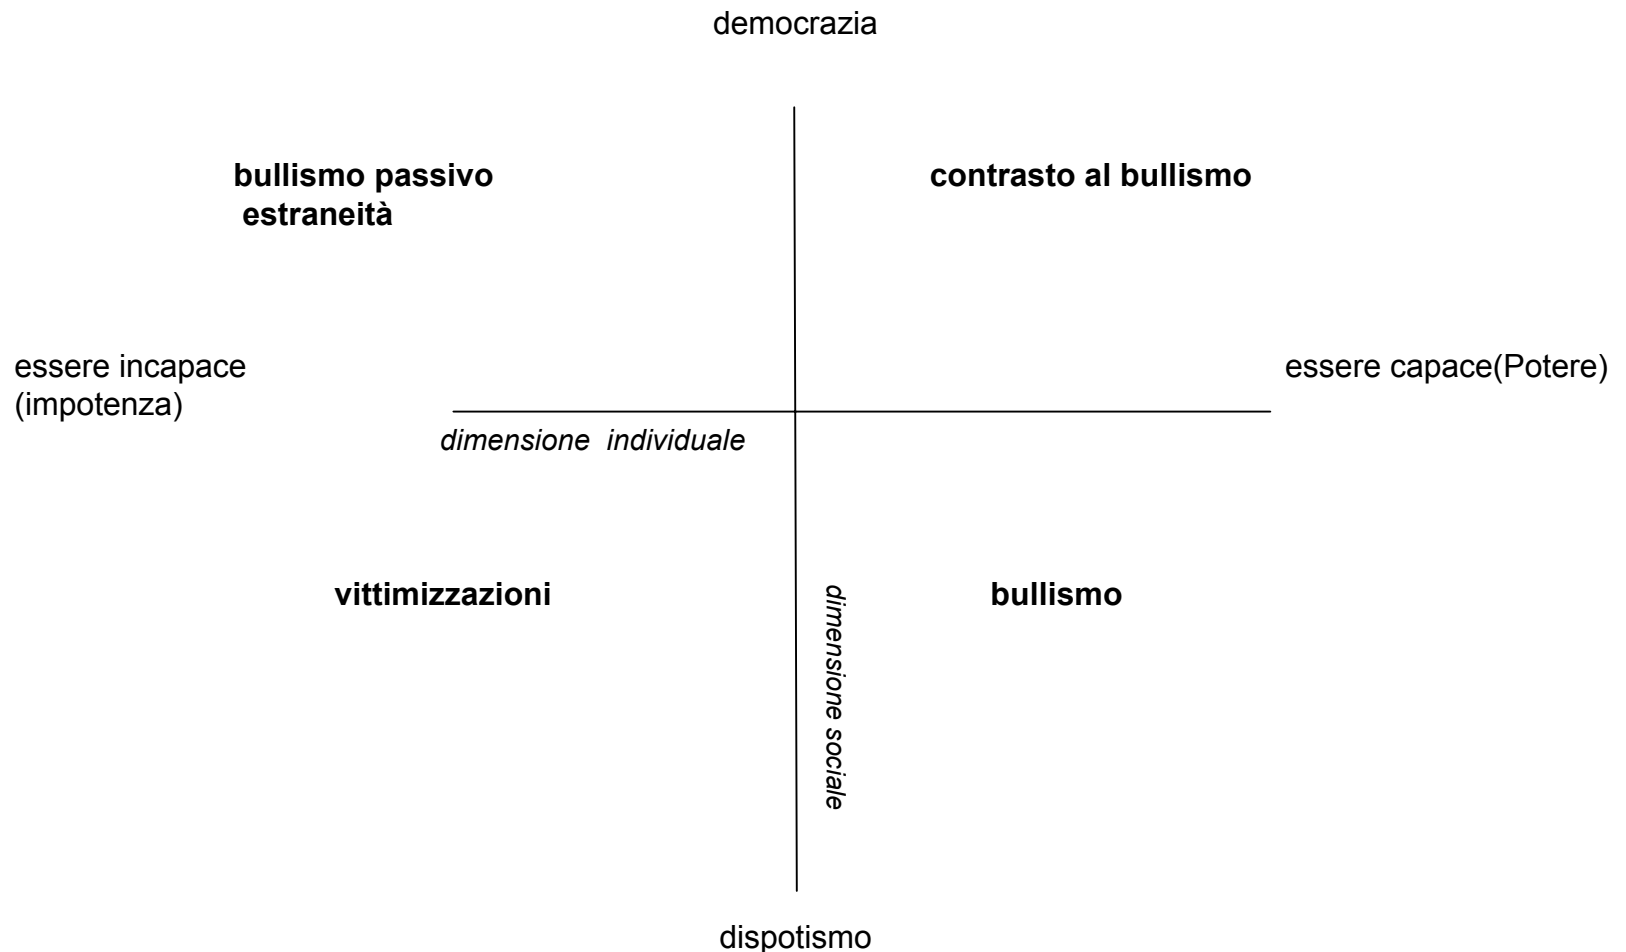 democrazia
bullismo passivo
estraneità
contrasto al bullismo
essere incapace
(impotenza)
essere capace(Potere)
dimensione individuale
vittimizzazioni
bullismo
dimensione sociale
dispotismo